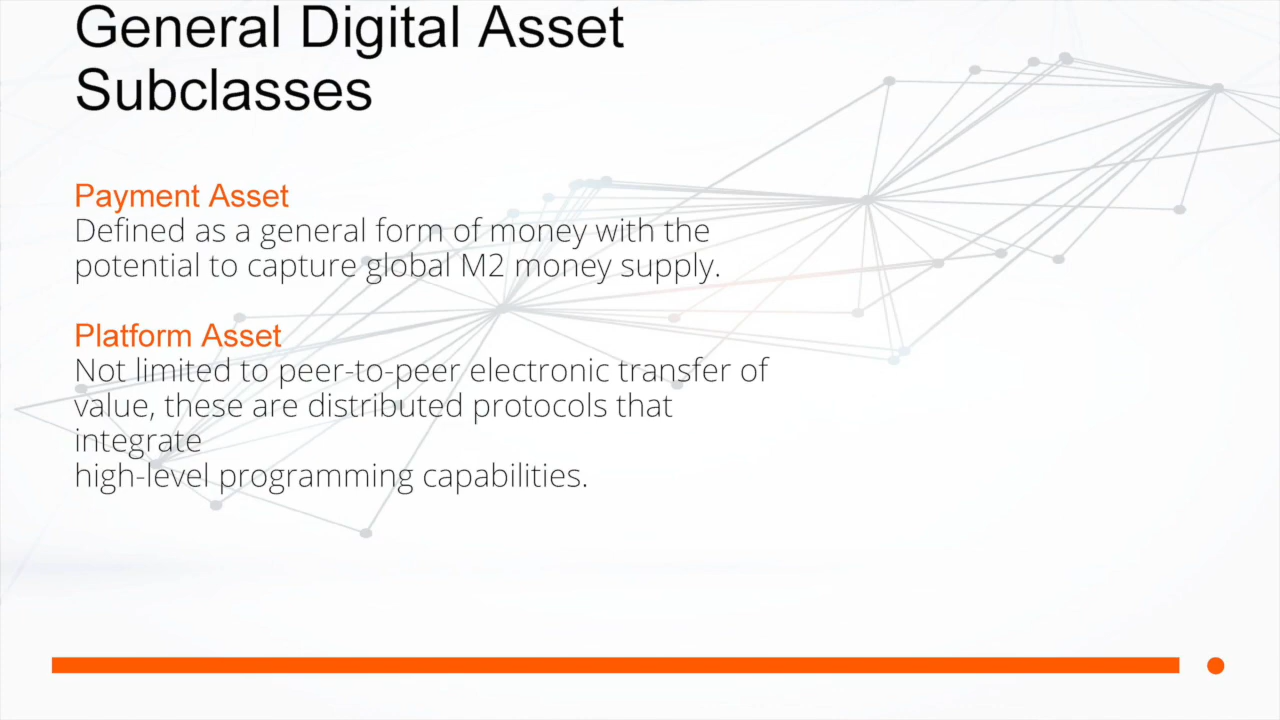 General Digital Asset
Subclasses
Payment Asset
Defined as a general form of money with the
potential to capture global M2 money supply.
Platform Asset
Not limited to peer-to-peer electronic transfer of
value, these are distributed protocols that
integrate
high-level programming capabilities.